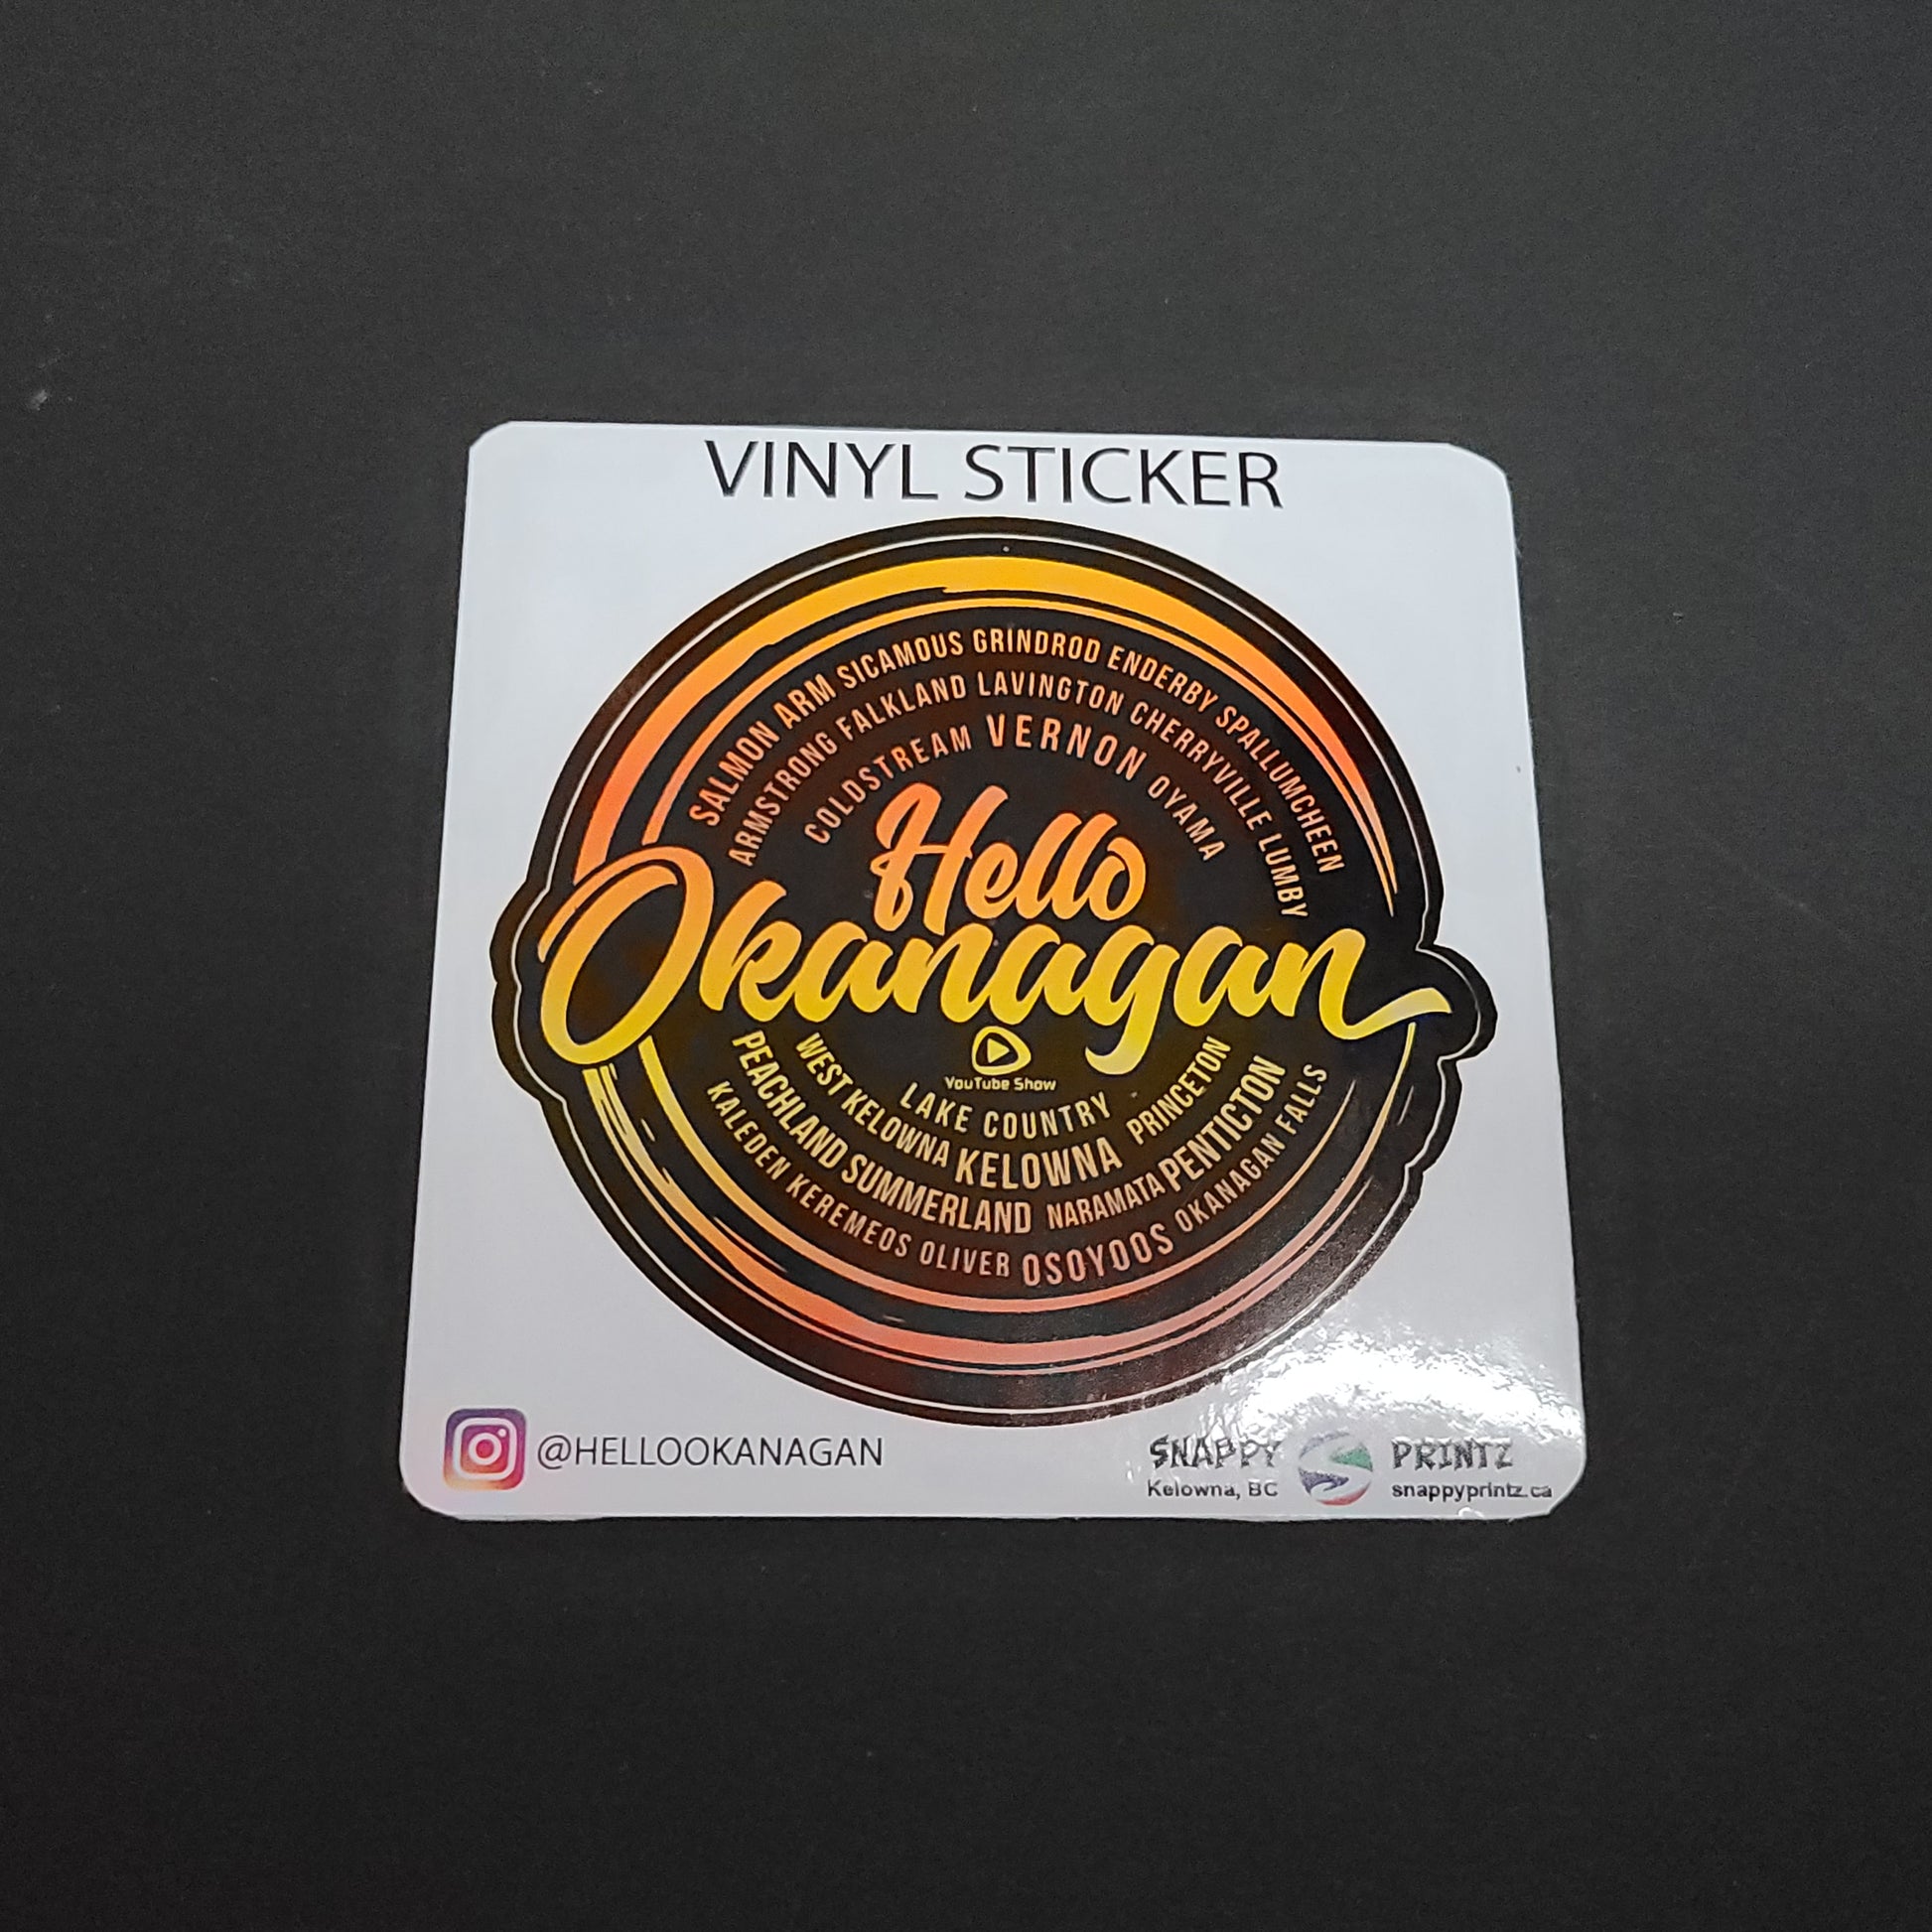 VINYL STICKER
SALMON ARM SICAMOUS GRINDROD ENDERBY SPALLUMCHEEN
ARMSTRONG FALKLAND LAVINGTON CHERRYVILLE LUMBY
COLDSTREAM VERNON OYAMA
Hello
Okanagan
YouTube Show
LAKE COUNTRY
WEST KELOWNA KELOWNA PRINCETON
PEACHLAND SUMMERLAND NARAMATA PENTICTON
KALEDEN KEREMEOS OLIVER OSOYOOS OKANAGAN FALLS
@HELLOOKANAGAN
SNAPPY PRINTZ
Kelowna, BC snappyprintz.ca